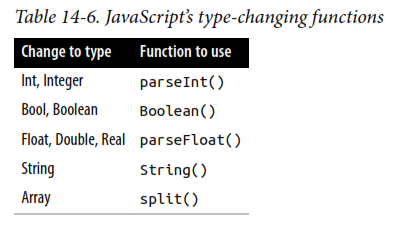 Table 14-6. JavaScript's type-changing functions
Change to type Function to use
Int, Integer parseInt()
Bool, Boolean Boolean()
Float, Double, Real parseFloat()
String String()
Array split()